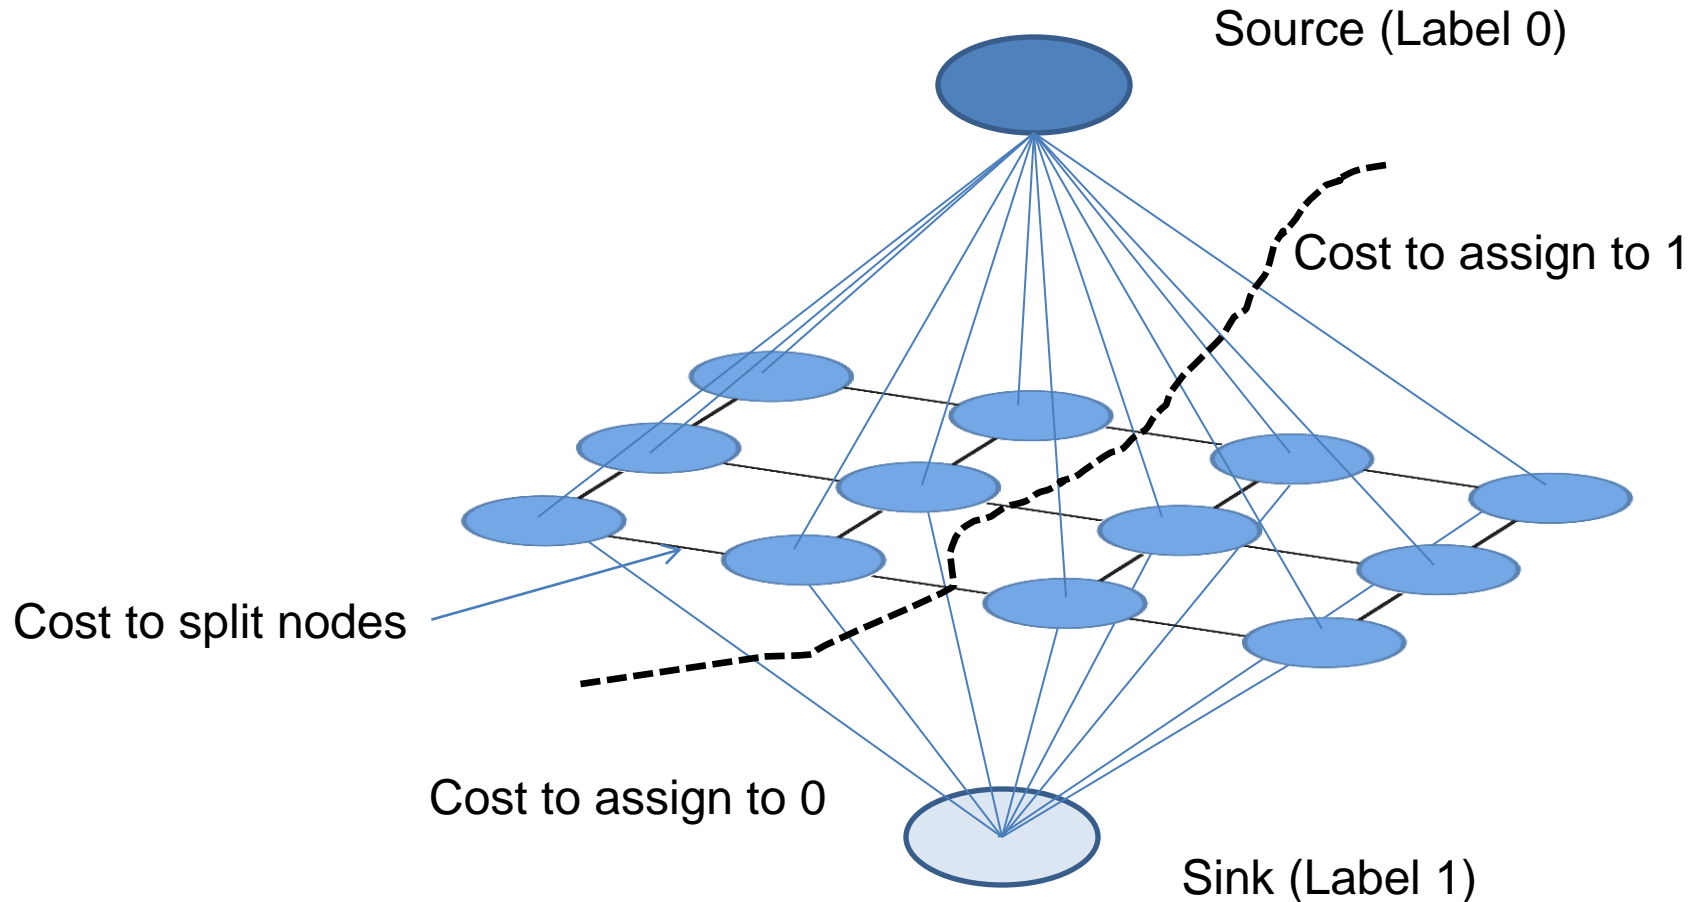 Source (Label 0)
Cost to assign to 1
Cost to split nodes
Cost to assign to 0
Sink (Label 1)